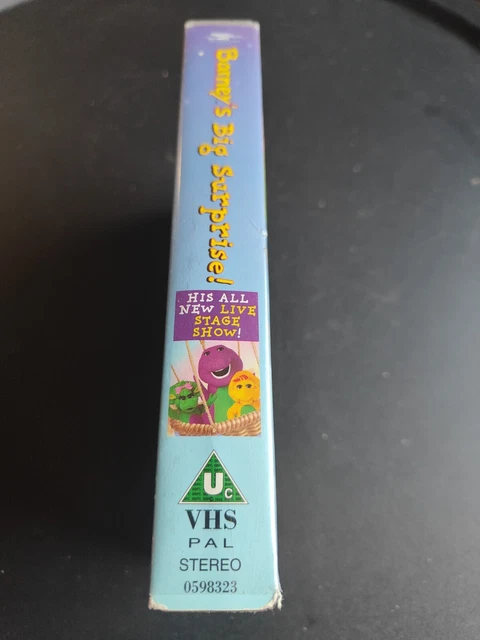 Barney's Big Surprise!
HIS ALL
NEW LIVE
STAGE
SHOW!
Uc
VHS
PAL
STEREO
0598323